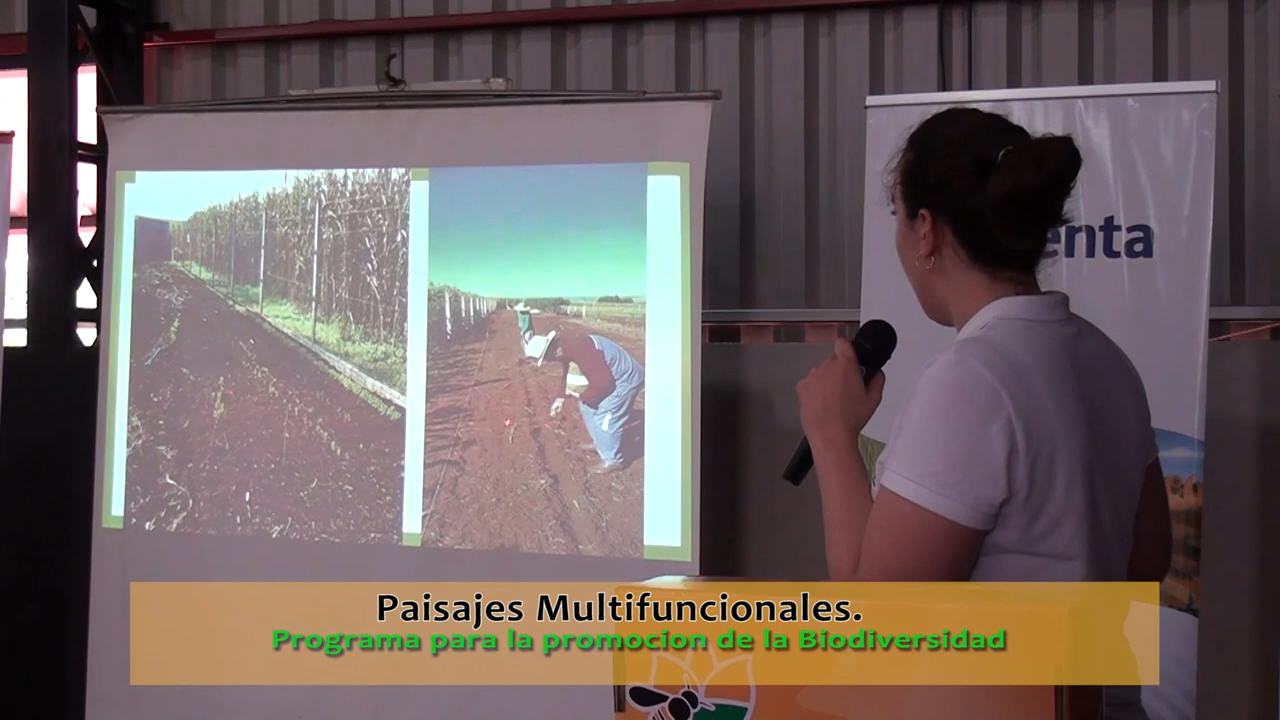 enta
Paisajes Multifuncionales.
Programa para la promocion de la Biodiversidad